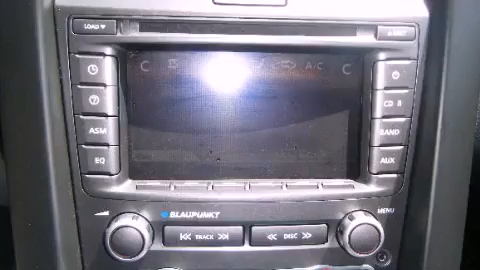 LOAD
C C A/C C
?
CD
ASM BAND
EQ AUX
BLAUPUNKT MENU
TRACK DISC